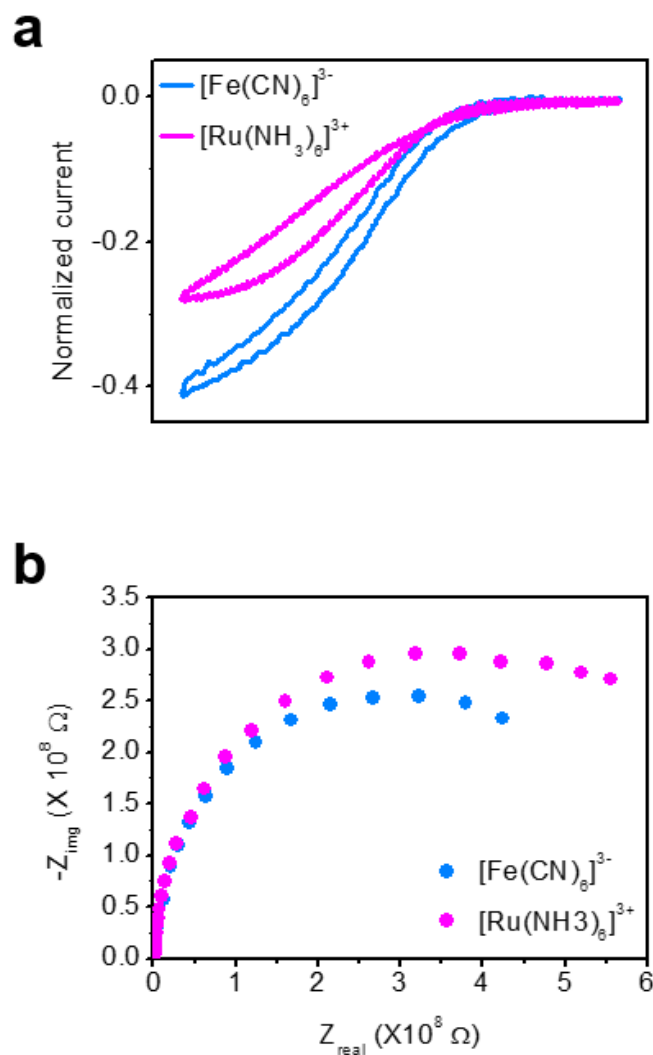 a
[Fe(CN)₆]³⁻
[Ru(NH₃)₆]³⁺
Normalized current
0.0
-0.2
-0.4
b
-Z_img (X 10⁸ Ω)
3.5
3.0
2.5
2.0
1.5
1.0
0.5
0.0
[Fe(CN)₆]³⁻
[Ru(NH3)₆]³⁺
0 1 2 3 4 5 6
Z_real (X10⁸ Ω)